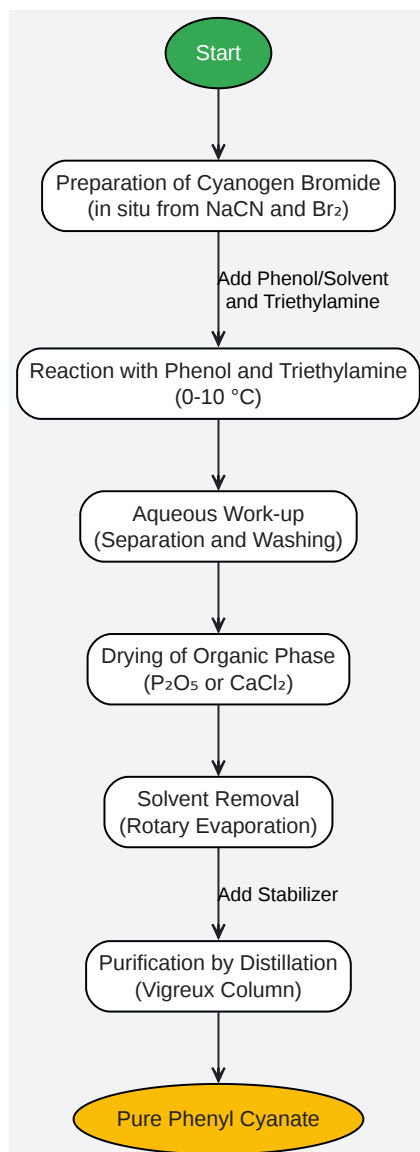 Start
Preparation of Cyanogen Bromide
(in situ from NaCN and Br₂)
Add Phenol/Solvent
and Triethylamine
Reaction with Phenol and Triethylamine
(0-10 °C)
Aqueous Work-up
(Separation and Washing)
Drying of Organic Phase
(P₂O₅ or CaCl₂)
Solvent Removal
(Rotary Evaporation)
Add Stabilizer
Purification by Distillation
(Vigreux Column)
Pure Phenyl Cyanate